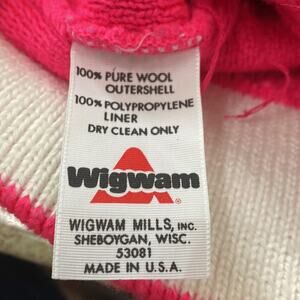 100% PURE WOOL
OUTERSHELL
100% POLYPROPYLENE
LINER
DRY CLEAN ONLY
Wigwam®
WIGWAM MILLS, INC.
SHEBOYGAN, WISC.
53081
MADE IN U.S.A.